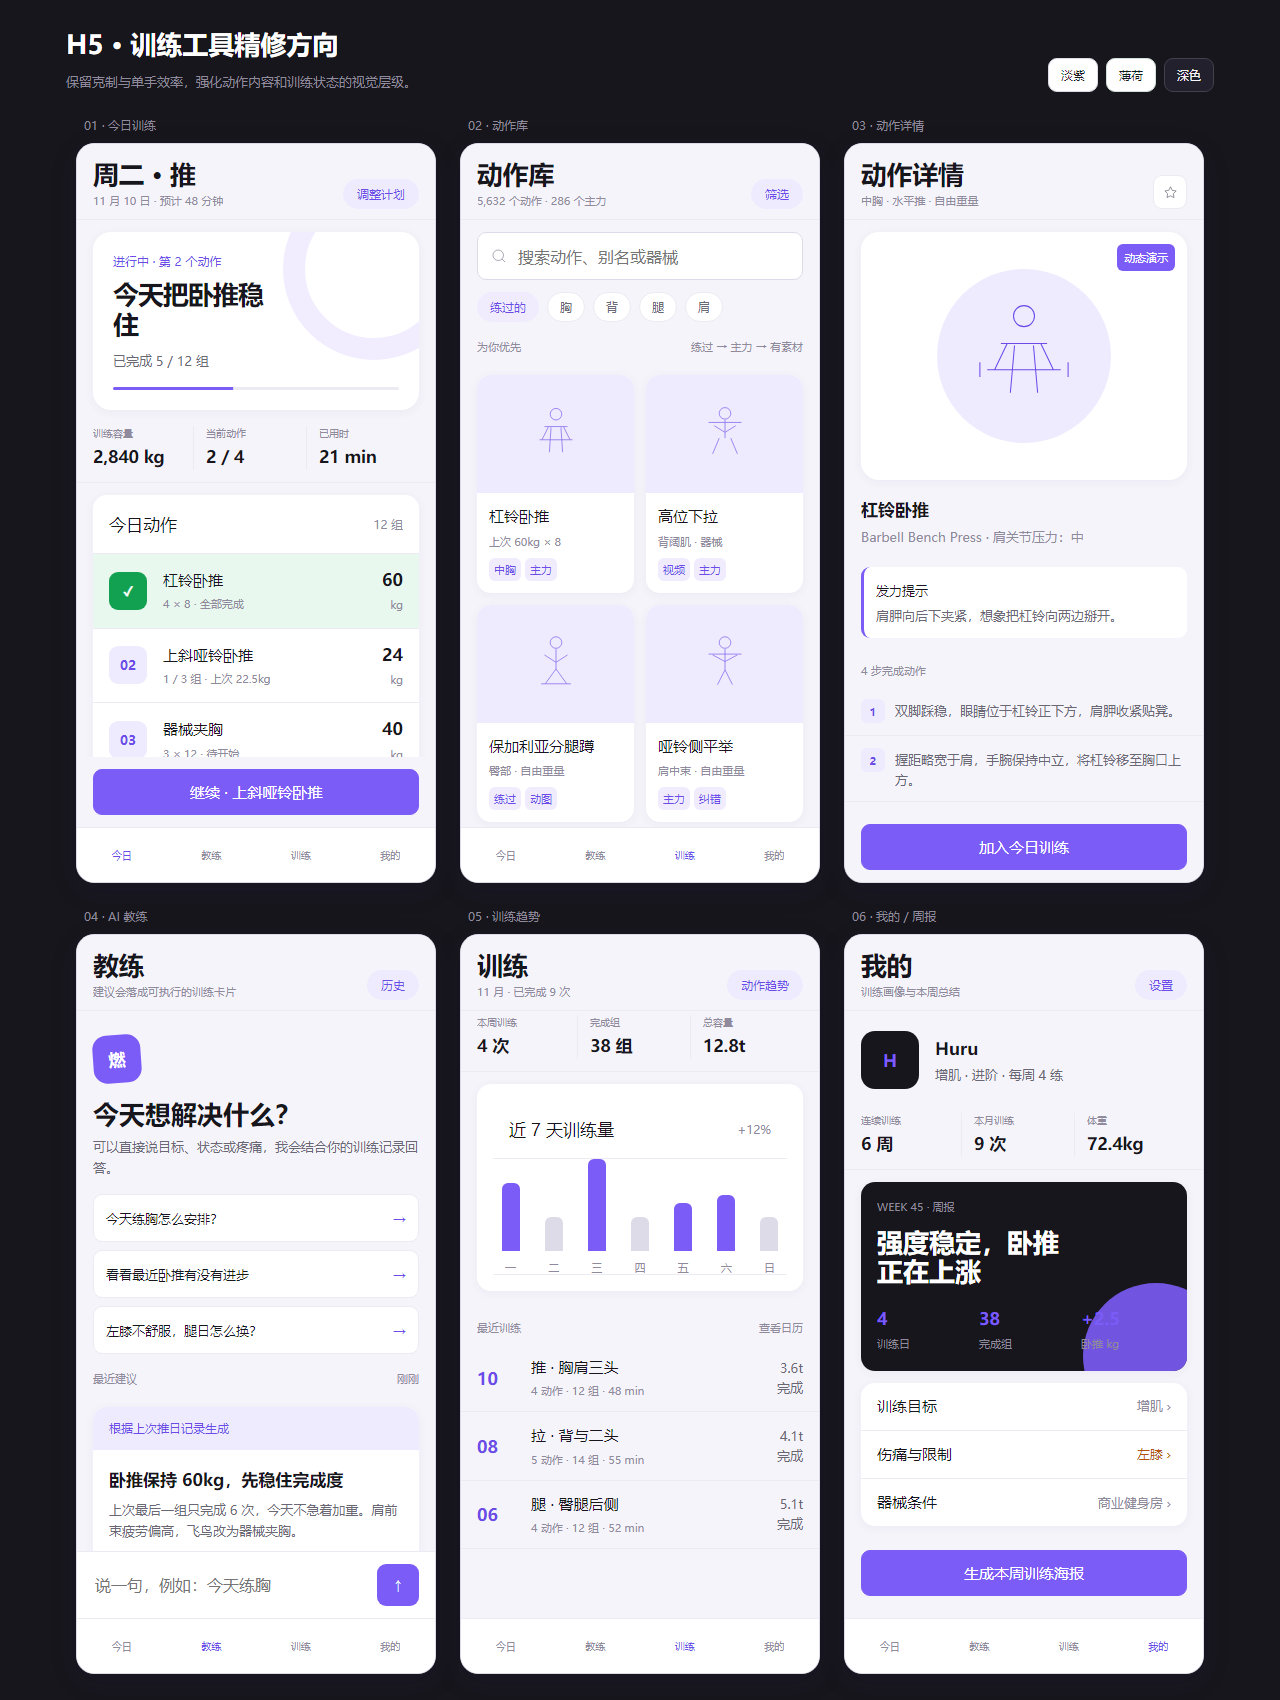 H5 · 训练工具精修方向
保留克制与单手效率，强化动作内容和训练状态的视觉层级。
淡紫
薄荷
深色
01 · 今日训练
周二 · 推
11 月 10 日 · 预计 48 分钟
调整计划
进行中 · 第 2 个动作
今天把卧推稳
住
已完成 5 / 12 组
训练容量
当前动作
已用时
2,840 kg
2 / 4
21 min
今日动作
12 组
✓
杠铃卧推
60
4 × 8 · 全部完成
kg
02
上斜哑铃卧推
24
1 / 3 组 · 上次 22.5kg
kg
03
器械夹胸
40
3 × 12 · 待开始
kg
继续 · 上斜哑铃卧推
今日
教练
训练
我的
02 · 动作库
动作库
5,632 个动作 · 286 个主力
筛选
搜索动作、别名或器械
练过的
胸
背
腿
肩
为你优先
练过 → 主力 → 有素材
杠铃卧推
上次 60kg × 8
中胸
主力
高位下拉
背阔肌 · 器械
视频
主力
保加利亚分腿蹲
臀部 · 自由重量
练过
动图
哑铃侧平举
肩中束 · 自由重量
主力
纠错
今日
教练
训练
我的
03 · 动作详情
动作详情
中胸 · 水平推 · 自由重量
动态演示
杠铃卧推
Barbell Bench Press · 肩关节压力：中
发力提示
肩胛向后下夹紧，想象把杠铃向两边掰开。
4 步完成动作
1
双脚踩稳，眼睛位于杠铃正下方，肩胛收紧贴凳。
2
握距略宽于肩，手腕保持中立，将杠铃移至胸口上
方。
加入今日训练
04 · AI 教练
教练
建议会落成可执行的训练卡片
历史
燃
今天想解决什么？
可以直接说目标、状态或疼痛，我会结合你的训练记录回
答。
今天练胸怎么安排？
→
看看最近卧推有没有进步
→
左膝不舒服，腿日怎么换？
→
最近建议
刚刚
根据上次推日记录生成
卧推保持 60kg，先稳住完成度
上次最后一组只完成 6 次，今天不急着加重。肩前
束疲劳偏高，飞鸟改为器械夹胸。
说一句，例如：今天练胸
↑
今日
教练
训练
我的
05 · 训练趋势
训练
11 月 · 已完成 9 次
动作趋势
本周训练
完成组
总容量
4 次
38 组
12.8t
近 7 天训练量
+12%
一
二
三
四
五
六
日
最近训练
查看日历
10
推 · 胸肩三头
4 动作 · 12 组 · 48 min
3.6t
完成
08
拉 · 背与二头
5 动作 · 14 组 · 55 min
4.1t
完成
06
腿 · 臀腿后侧
4 动作 · 12 组 · 52 min
5.1t
完成
今日
教练
训练
我的
06 · 我的 / 周报
我的
训练画像与本周总结
设置
H
Huru
增肌 · 进阶 · 每周 4 练
连续训练
本月训练
体重
6 周
9 次
72.4kg
WEEK 45 · 周报
强度稳定，卧推
正在上涨
4
38
+2.5
训练日
完成组
卧推 kg
训练目标
增肌 ›
伤痛与限制
左膝 ›
器械条件
商业健身房 ›
生成本周训练海报
今日
教练
训练
我的